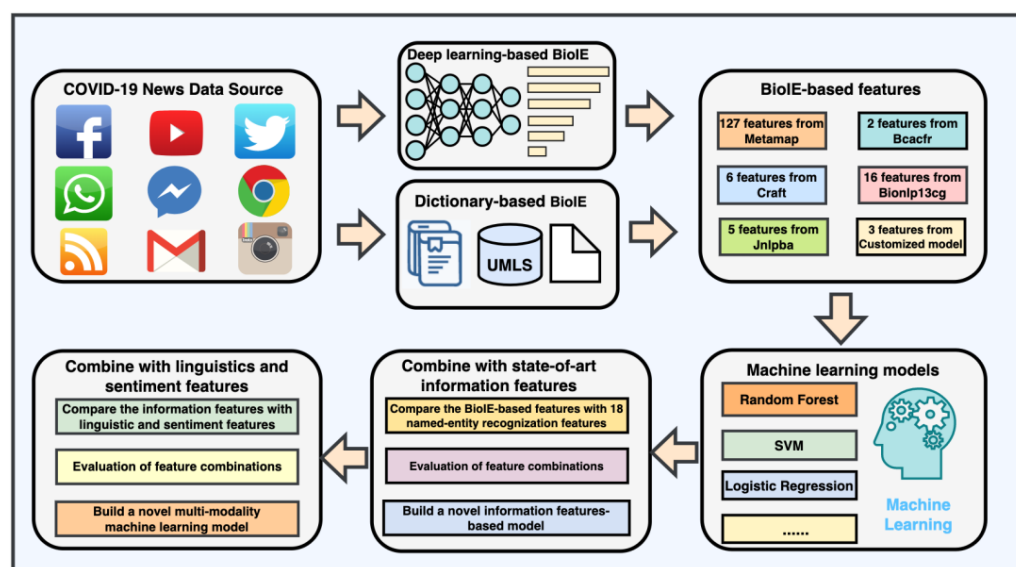 COVID-19 News Data Source
Deep learning-based BioIE
Dictionary-based BioIE
UMLS
BioIE-based features
127 features from
Metamap
2 features from
Bcacfr
6 features from
Craft
16 features from
Bionlp13cg
5 features from
Jnlpba
3 features from
Customized model
Machine learning models
Random Forest
SVM
Logistic Regression
......
Machine
Learning
Combine with state-of-art
information features
Compare the BioIE-based features with 18
named-entity recognization features
Evaluation of feature combinations
Build a novel information features-
based model
Combine with linguistics and
sentiment features
Compare the information features with
linguistic and sentiment features
Evaluation of feature combinations
Build a novel multi-modality
machine learning model